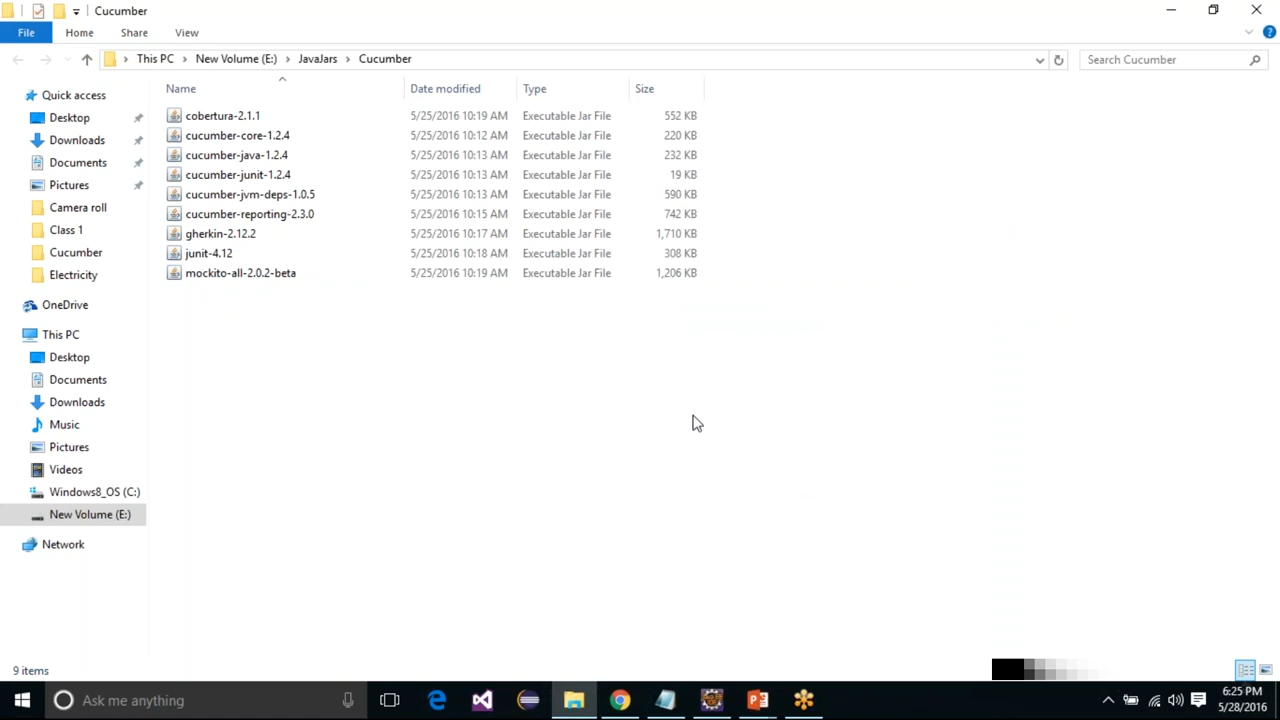 Cucumber
File Home Share View
This PC New Volume (E:) JavaJars Cucumber Search Cucumber
Name Date modified Type Size
cobertura-2.1.1 5/25/2016 10:19 AM Executable Jar File 552 KB
cucumber-core-1.2.4 5/25/2016 10:12 AM Executable Jar File 220 KB
cucumber-java-1.2.4 5/25/2016 10:13 AM Executable Jar File 232 KB
cucumber-junit-1.2.4 5/25/2016 10:13 AM Executable Jar File 19 KB
cucumber-jvm-deps-1.0.5 5/25/2016 10:13 AM Executable Jar File 590 KB
cucumber-reporting-2.3.0 5/25/2016 10:15 AM Executable Jar File 742 KB
gherkin-2.12.2 5/25/2016 10:17 AM Executable Jar File 1,710 KB
junit-4.12 5/25/2016 10:18 AM Executable Jar File 308 KB
mockito-all-2.0.2-beta 5/25/2016 10:19 AM Executable Jar File 1,206 KB
Quick access
Desktop
Downloads
Documents
Pictures
Camera roll
Class 1
Cucumber
Electricity
OneDrive
This PC
Desktop
Documents
Downloads
Music
Pictures
Videos
Windows8_OS (C:)
New Volume (E:)
Network
9 items
Ask me anything
6:25 PM
5/28/2016